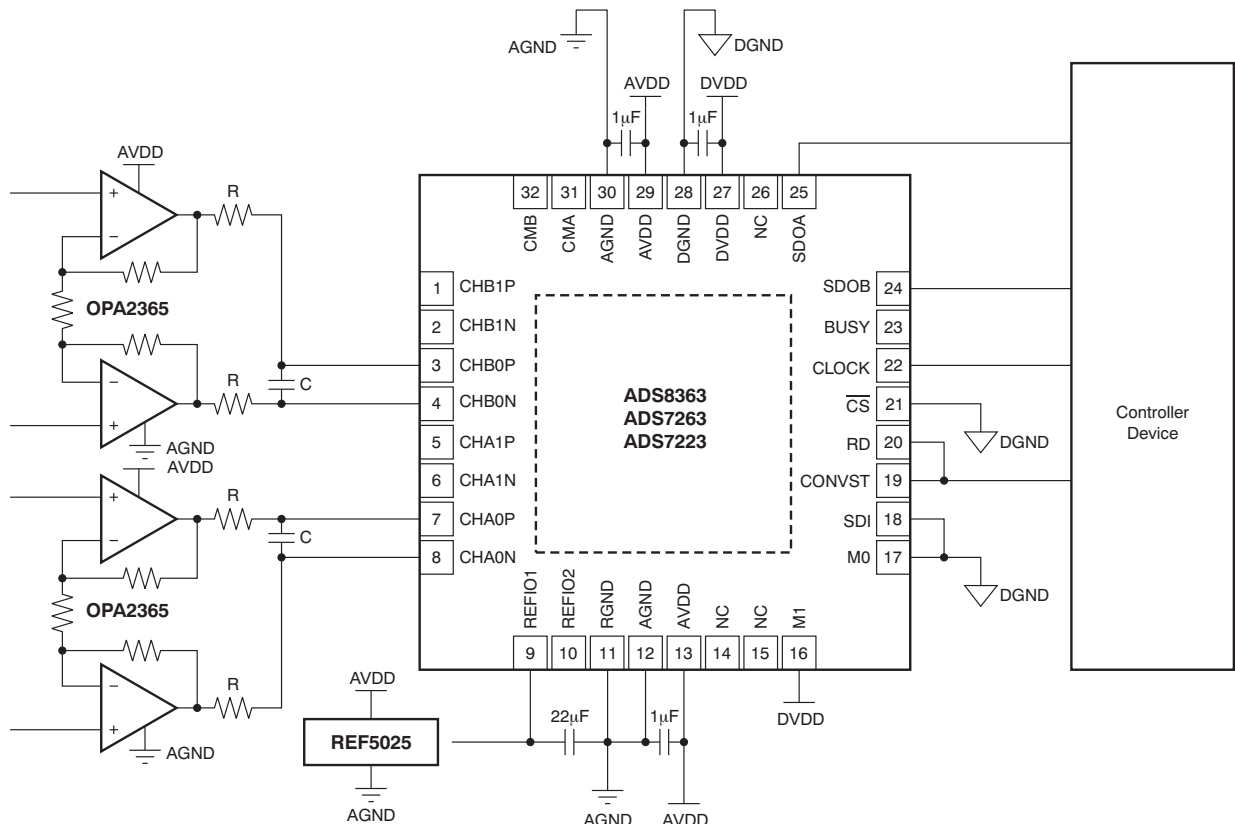 AGND
DGND
AVDD
DVDD
1µF
1µF
AVDD
R
+
−
OPA2365
R
−
+
C
AGND
AVDD
R
+
−
C
OPA2365
R
−
+
AGND
32 31 30 29 28 27 26 25
CMB CMA AGND AVDD DGND DVDD NC SDOA
1 CHB1P
2 CHB1N
3 CHB0P
4 CHB0N
5 CHA1P
6 CHA1N
7 CHA0P
8 CHA0N
ADS8363
ADS7263
ADS7223
SDOB 24
BUSY 23
CLOCK 22
CS 21
RD 20
CONVST 19
SDI 18
M0 17
DGND
DGND
Controller
Device
REFIO1 REFIO2 RGND AGND AVDD NC NC M1
9 10 11 12 13 14 15 16
AVDD
REF5025
AGND
22µF
1µF
DVDD
AGND
AVDD